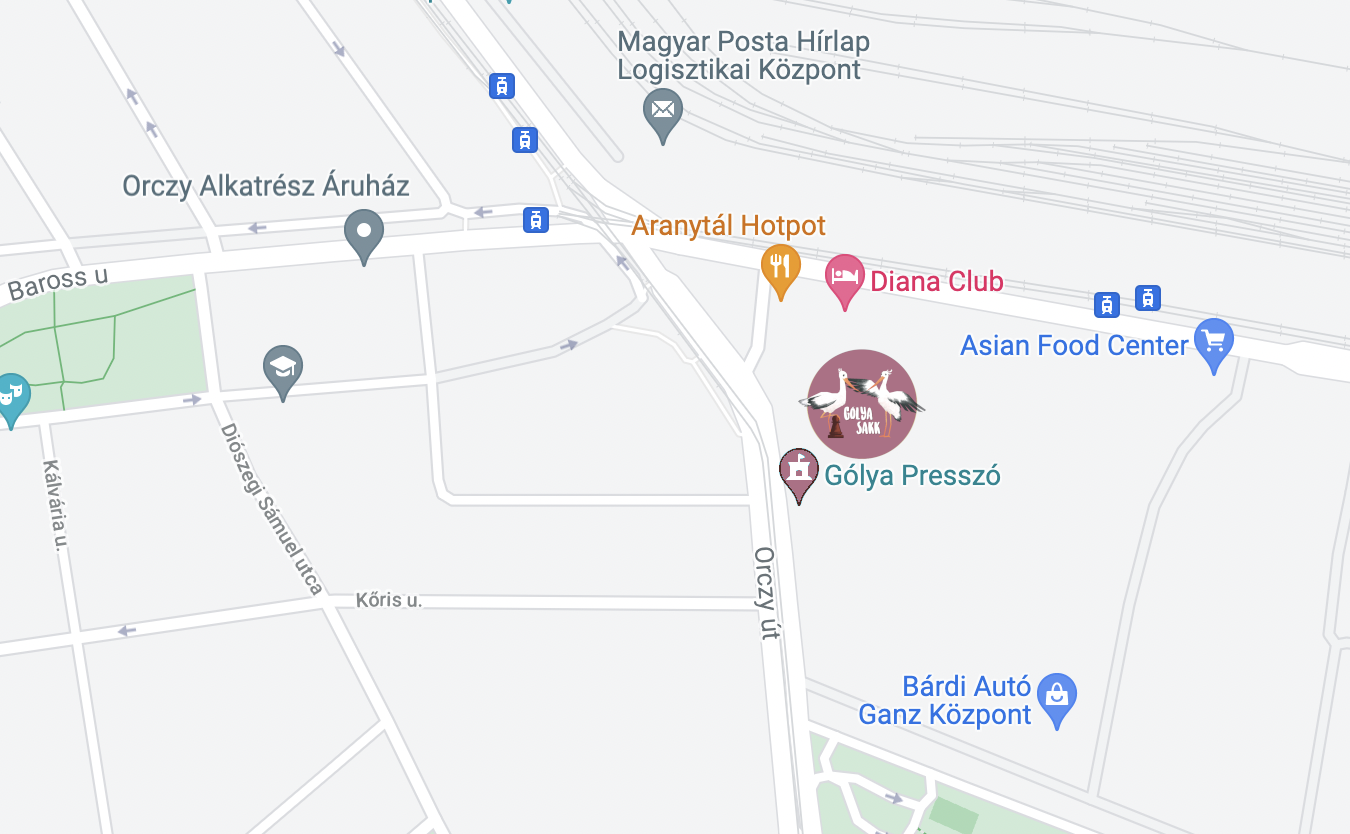 Magyar Posta Hírlap
Logisztikai Központ
Orczy Alkatrész Áruház
Aranytál Hotpot
Baross u
Diana Club
Asian Food Center
GÓLYA
SAKK
Gólya Presszó
Kálvária u.
Diószegi Sámuel utca
Kőris u.
Orczy út
Bárdi Autó
Ganz Központ